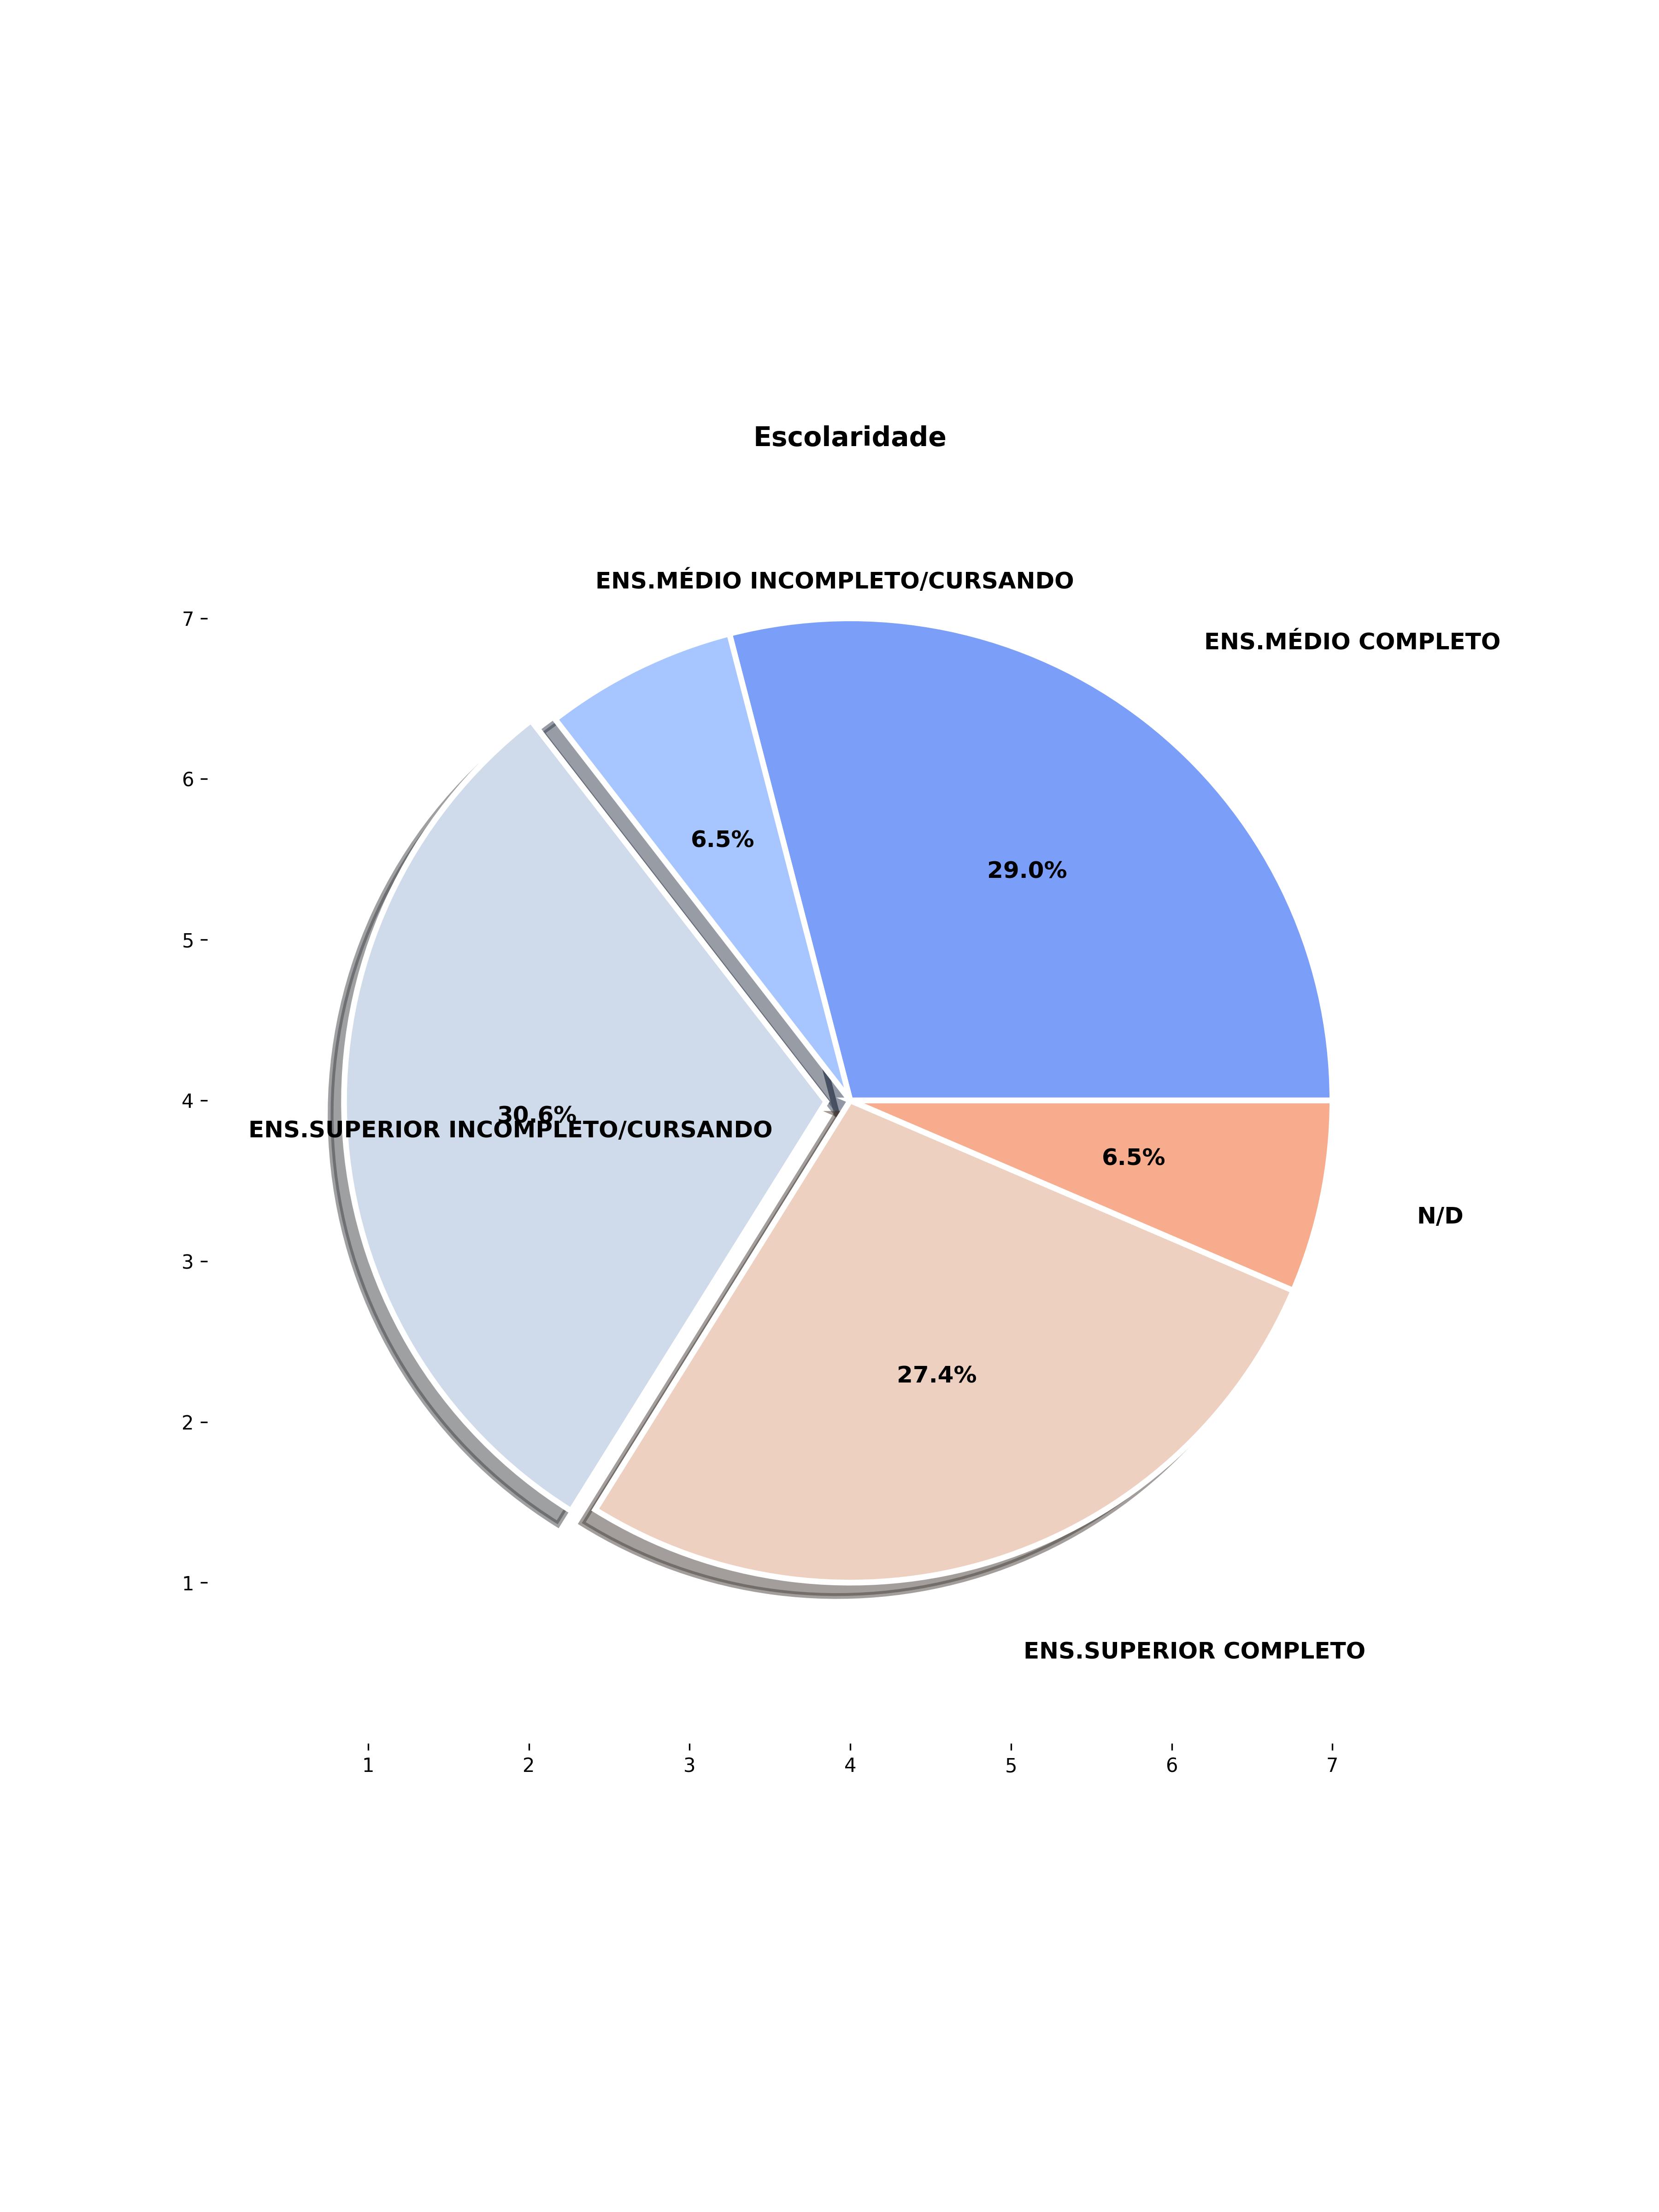 Escolaridade
ENS.MÉDIO INCOMPLETO/CURSANDO
7
ENS.MÉDIO COMPLETO
6
6.5%
29.0%
5
4
30.6%
ENS.SUPERIOR INCOMPLETO/CURSANDO
6.5%
N/D
3
27.4%
2
1
ENS.SUPERIOR COMPLETO
1 2 3 4 5 6 7